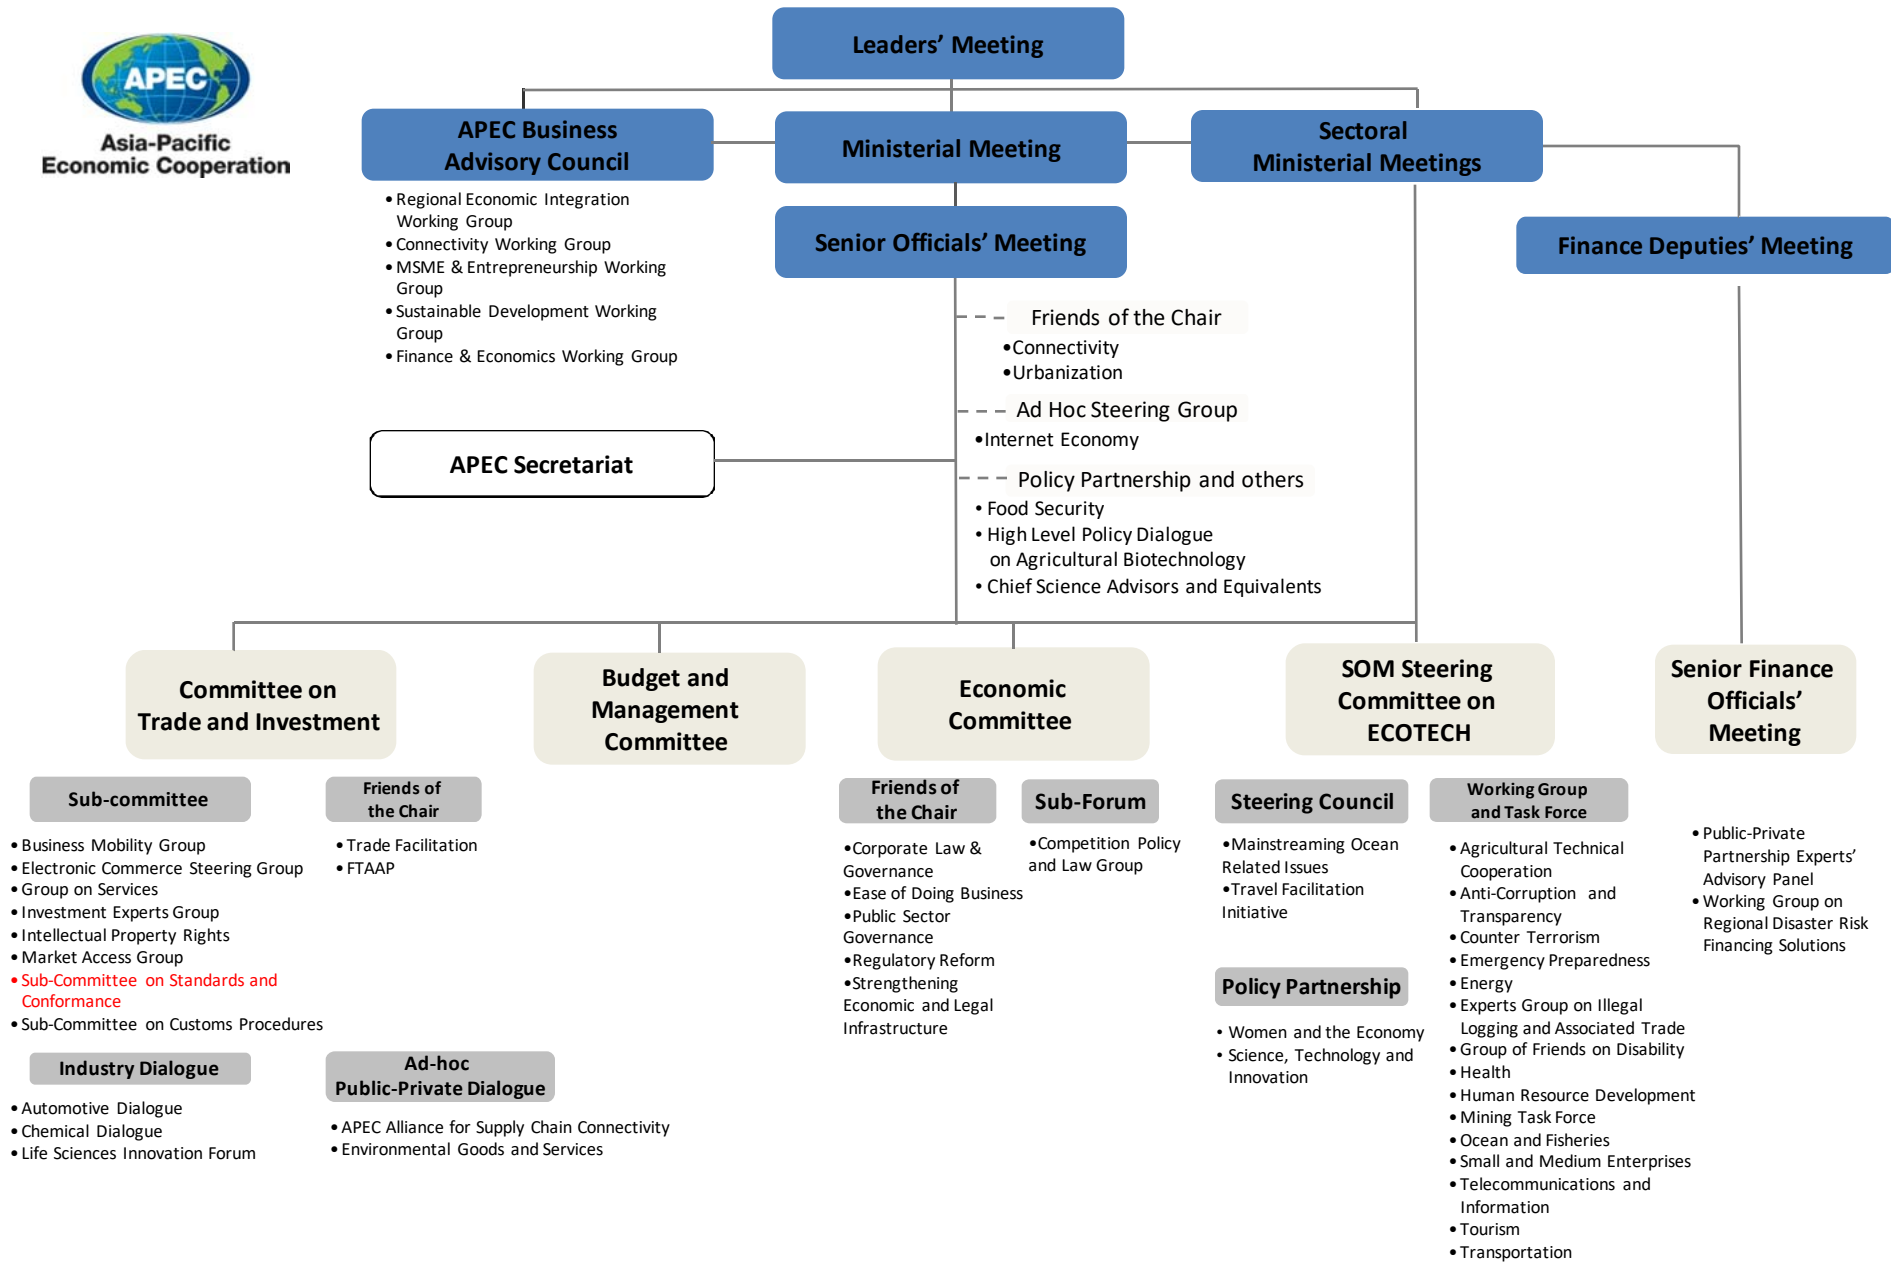 APEC
Asia-Pacific
Economic Cooperation
Leaders’ Meeting
APEC Business
Advisory Council
Ministerial Meeting
Sectoral
Ministerial Meetings
• Regional Economic Integration
Working Group
• Connectivity Working Group
• MSME & Entrepreneurship Working
Group
• Sustainable Development Working
Group
• Finance & Economics Working Group
Senior Officials’ Meeting
Finance Deputies’ Meeting
Friends of the Chair
•Connectivity
•Urbanization
Ad Hoc Steering Group
•Internet Economy
APEC Secretariat
Policy Partnership and others
• Food Security
• High Level Policy Dialogue
on Agricultural Biotechnology
• Chief Science Advisors and Equivalents
Committee on
Trade and Investment
Budget and
Management
Committee
Economic
Committee
SOM Steering
Committee on
ECOTECH
Senior Finance
Officials’
Meeting
Sub-committee
• Business Mobility Group
• Electronic Commerce Steering Group
• Group on Services
• Investment Experts Group
• Intellectual Property Rights
• Market Access Group
• Sub-Committee on Standards and
Conformance
• Sub-Committee on Customs Procedures
Friends of
the Chair
• Trade Facilitation
• FTAAP
Industry Dialogue
• Automotive Dialogue
• Chemical Dialogue
• Life Sciences Innovation Forum
Ad-hoc
Public-Private Dialogue
• APEC Alliance for Supply Chain Connectivity
• Environmental Goods and Services
Friends of
the Chair
•Corporate Law &
Governance
•Ease of Doing Business
•Public Sector
Governance
•Regulatory Reform
•Strengthening
Economic and Legal
Infrastructure
Sub-Forum
•Competition Policy
and Law Group
Steering Council
•Mainstreaming Ocean
Related Issues
•Travel Facilitation
Initiative
Policy Partnership
• Women and the Economy
• Science, Technology and
Innovation
Working Group
and Task Force
• Agricultural Technical
Cooperation
• Anti-Corruption and
Transparency
• Counter Terrorism
• Emergency Preparedness
• Energy
• Experts Group on Illegal
Logging and Associated Trade
• Group of Friends on Disability
• Health
• Human Resource Development
• Mining Task Force
• Ocean and Fisheries
• Small and Medium Enterprises
• Telecommunications and
Information
• Tourism
• Transportation
• Public-Private
Partnership Experts’
Advisory Panel
• Working Group on
Regional Disaster Risk
Financing Solutions